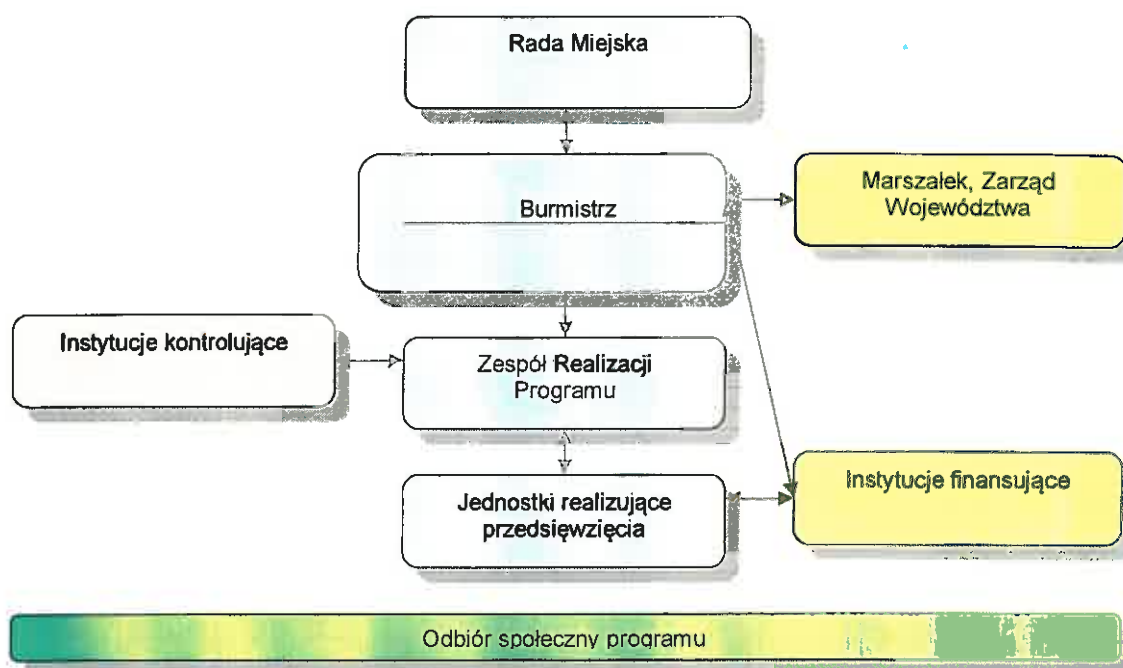 Rada Miejska
Burmistrz
Marszałek, Zarząd
Województwa
Instytucje kontrolujące
Zespół Realizacji
Programu
Jednostki realizujące
przedsięwzięcia
Instytucje finansujące
Odbiór społeczny programu